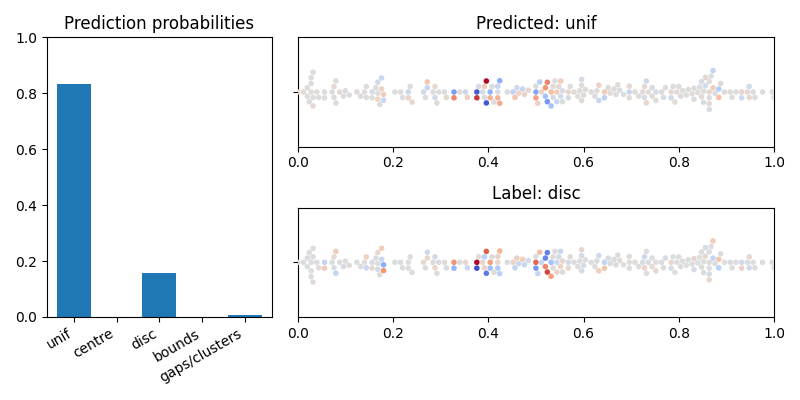 Prediction probabilities
1.0
0.8
0.6
0.4
0.2
0.0
unif
centre
disc
bounds
gaps/clusters
Predicted: unif
0.0 0.2 0.4 0.6 0.8 1.0
Label: disc
0.0 0.2 0.4 0.6 0.8 1.0